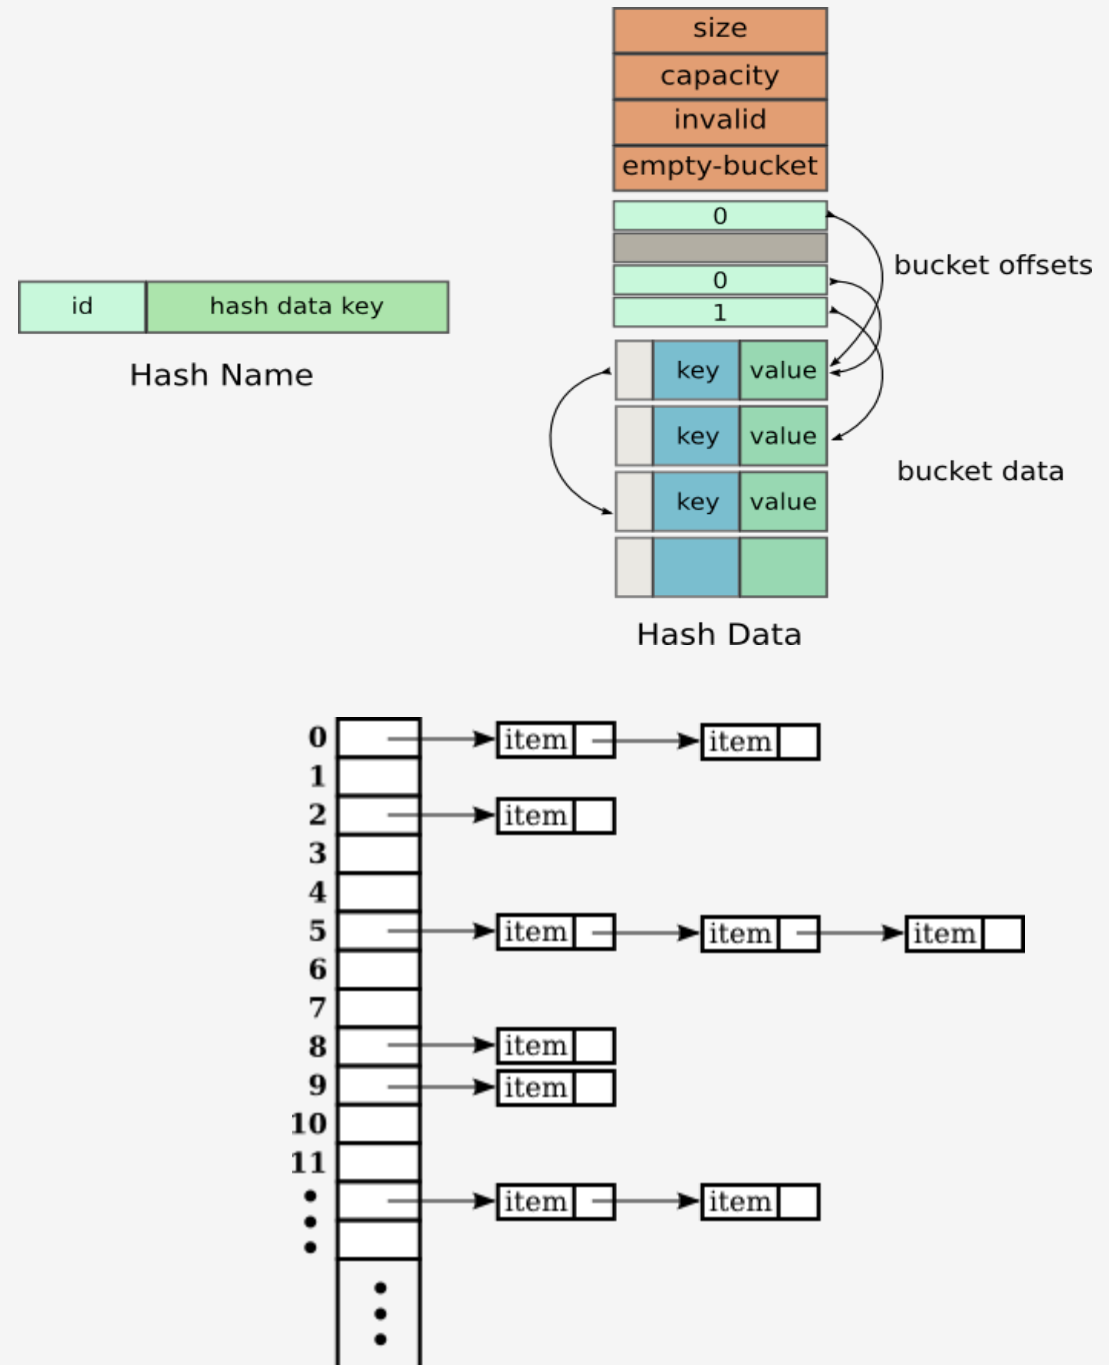 size
capacity
invalid
empty-bucket
0
bucket offsets
0
1
id hash data key
Hash Name
key value
key value
bucket data
key value
Hash Data
0 item item
1
2 item
3
4
5 item item item
6
7
8 item
9 item
10
11
item item